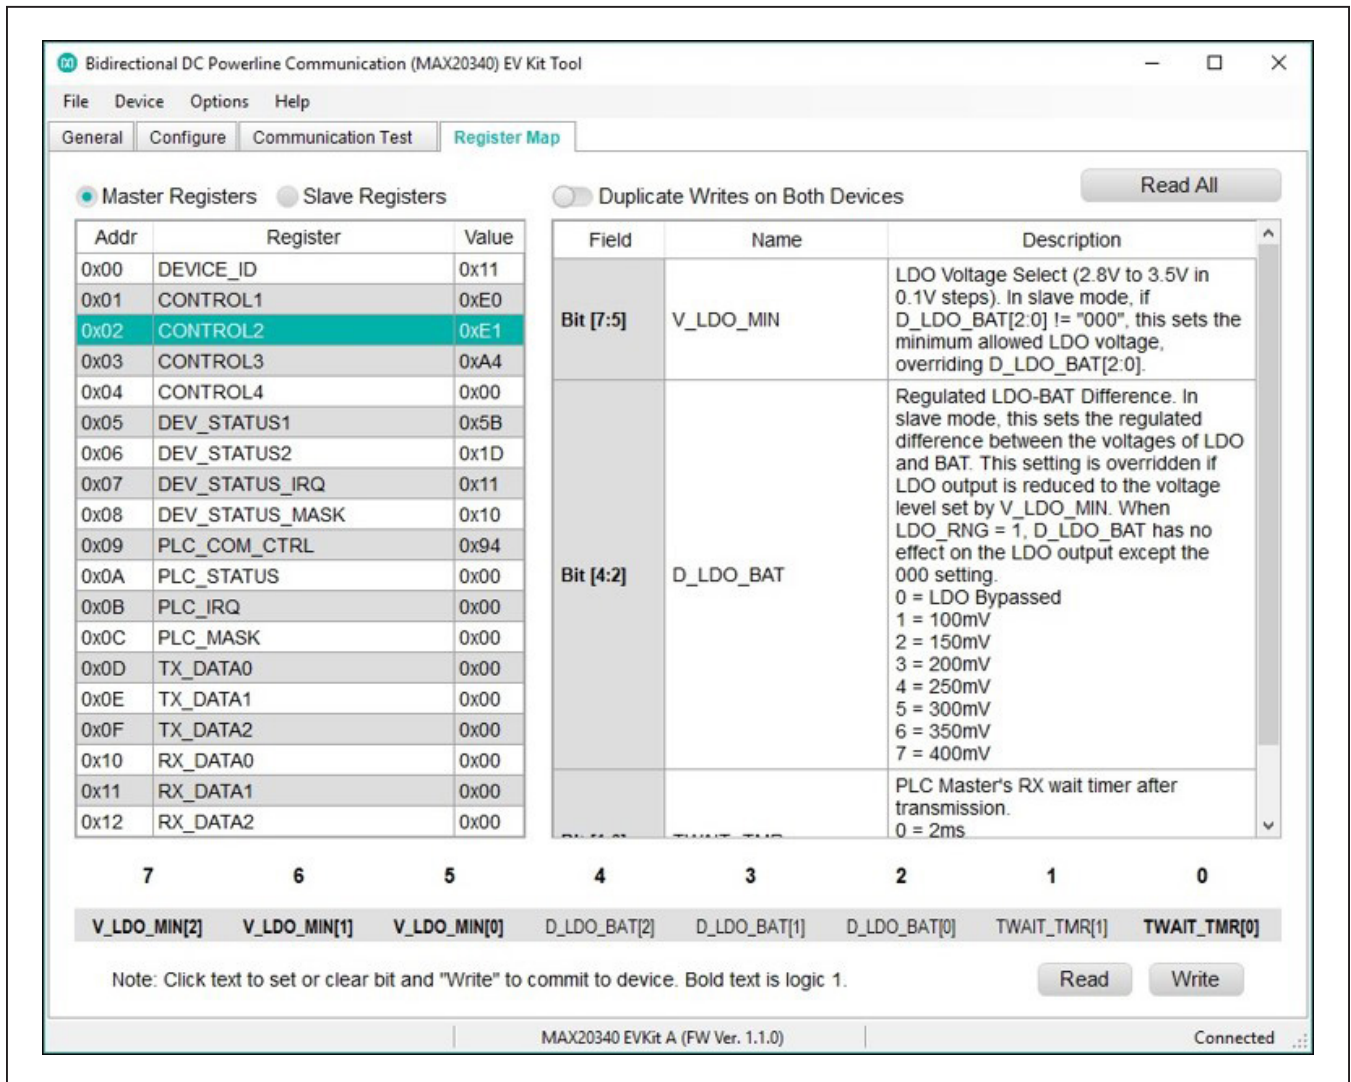 Bidirectional DC Powerline Communication (MAX20340) EV Kit Tool
File Device Options Help
General Configure Communication Test Register Map
Master Registers Slave Registers Duplicate Writes on Both Devices Read All
Addr Register Value
0x00 DEVICE_ID 0x11
0x01 CONTROL1 0xE0
0x02 CONTROL2 0xE1
0x03 CONTROL3 0xA4
0x04 CONTROL4 0x00
0x05 DEV_STATUS1 0x5B
0x06 DEV_STATUS2 0x1D
0x07 DEV_STATUS_IRQ 0x11
0x08 DEV_STATUS_MASK 0x10
0x09 PLC_COM_CTRL 0x94
0x0A PLC_STATUS 0x00
0x0B PLC_IRQ 0x00
0x0C PLC_MASK 0x00
0x0D TX_DATA0 0x00
0x0E TX_DATA1 0x00
0x0F TX_DATA2 0x00
0x10 RX_DATA0 0x00
0x11 RX_DATA1 0x00
0x12 RX_DATA2 0x00
Field Name Description
Bit [7:5] V_LDO_MIN
LDO Voltage Select (2.8V to 3.5V in
0.1V steps). In slave mode, if
D_LDO_BAT[2:0] != "000", this sets the
minimum allowed LDO voltage,
overriding D_LDO_BAT[2:0].
Bit [4:2] D_LDO_BAT
Regulated LDO-BAT Difference. In
slave mode, this sets the regulated
difference between the voltages of LDO
and BAT. This setting is overridden if
LDO output is reduced to the voltage
level set by V_LDO_MIN. When
LDO_RNG = 1, D_LDO_BAT has no
effect on the LDO output except the
000 setting.
0 = LDO Bypassed
1 = 100mV
2 = 150mV
3 = 200mV
4 = 250mV
5 = 300mV
6 = 350mV
7 = 400mV
PLC Master's RX wait timer after
transmission.
0 = 2ms
7 6 5 4 3 2 1 0
V_LDO_MIN[2] V_LDO_MIN[1] V_LDO_MIN[0] D_LDO_BAT[2] D_LDO_BAT[1] D_LDO_BAT[0] TWAIT_TMR[1] TWAIT_TMR[0]
Note: Click text to set or clear bit and "Write" to commit to device. Bold text is logic 1. Read Write
MAX20340 EVKit A (FW Ver. 1.1.0) Connected